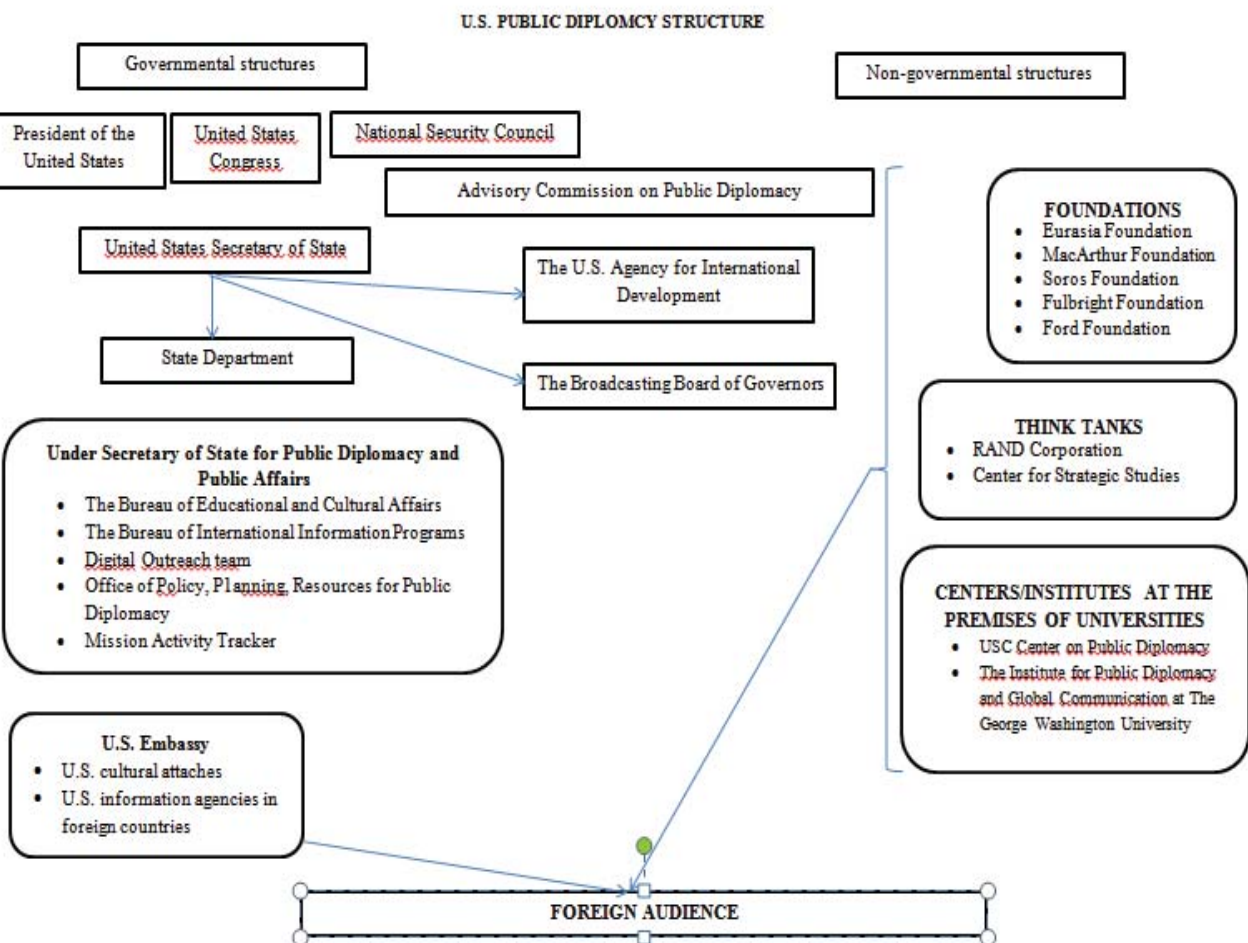 U.S. PUBLIC DIPLOMCY STRUCTURE
Governmental structures
Non-governmental structures
President of the
United States
United States
Congress
National Security Council
Advisory Commission on Public Diplomacy
United States Secretary of State
The U.S. Agency for International
Development
State Department
The Broadcasting Board of Governors
Under Secretary of State for Public Diplomacy and
Public Affairs
• The Bureau of Educational and Cultural Affairs
• The Bureau of International Information Programs
• Digital Outreach team
• Office of Policy, Planning, Resources for Public
Diplomacy
• Mission Activity Tracker
U.S. Embassy
• U.S. cultural attaches
• U.S. information agencies in
foreign countries
FOUNDATIONS
• Eurasia Foundation
• MacArthur Foundation
• Soros Foundation
• Fulbright Foundation
• Ford Foundation
THINK TANKS
• RAND Corporation
• Center for Strategic Studies
CENTERS/INSTITUTES AT THE
PREMISES OF UNIVERSITIES
• USC Center on Public Diplomacy
• The Institute for Public Diplomacy
and Global Communication at The
George Washington University
FOREIGN AUDIENCE